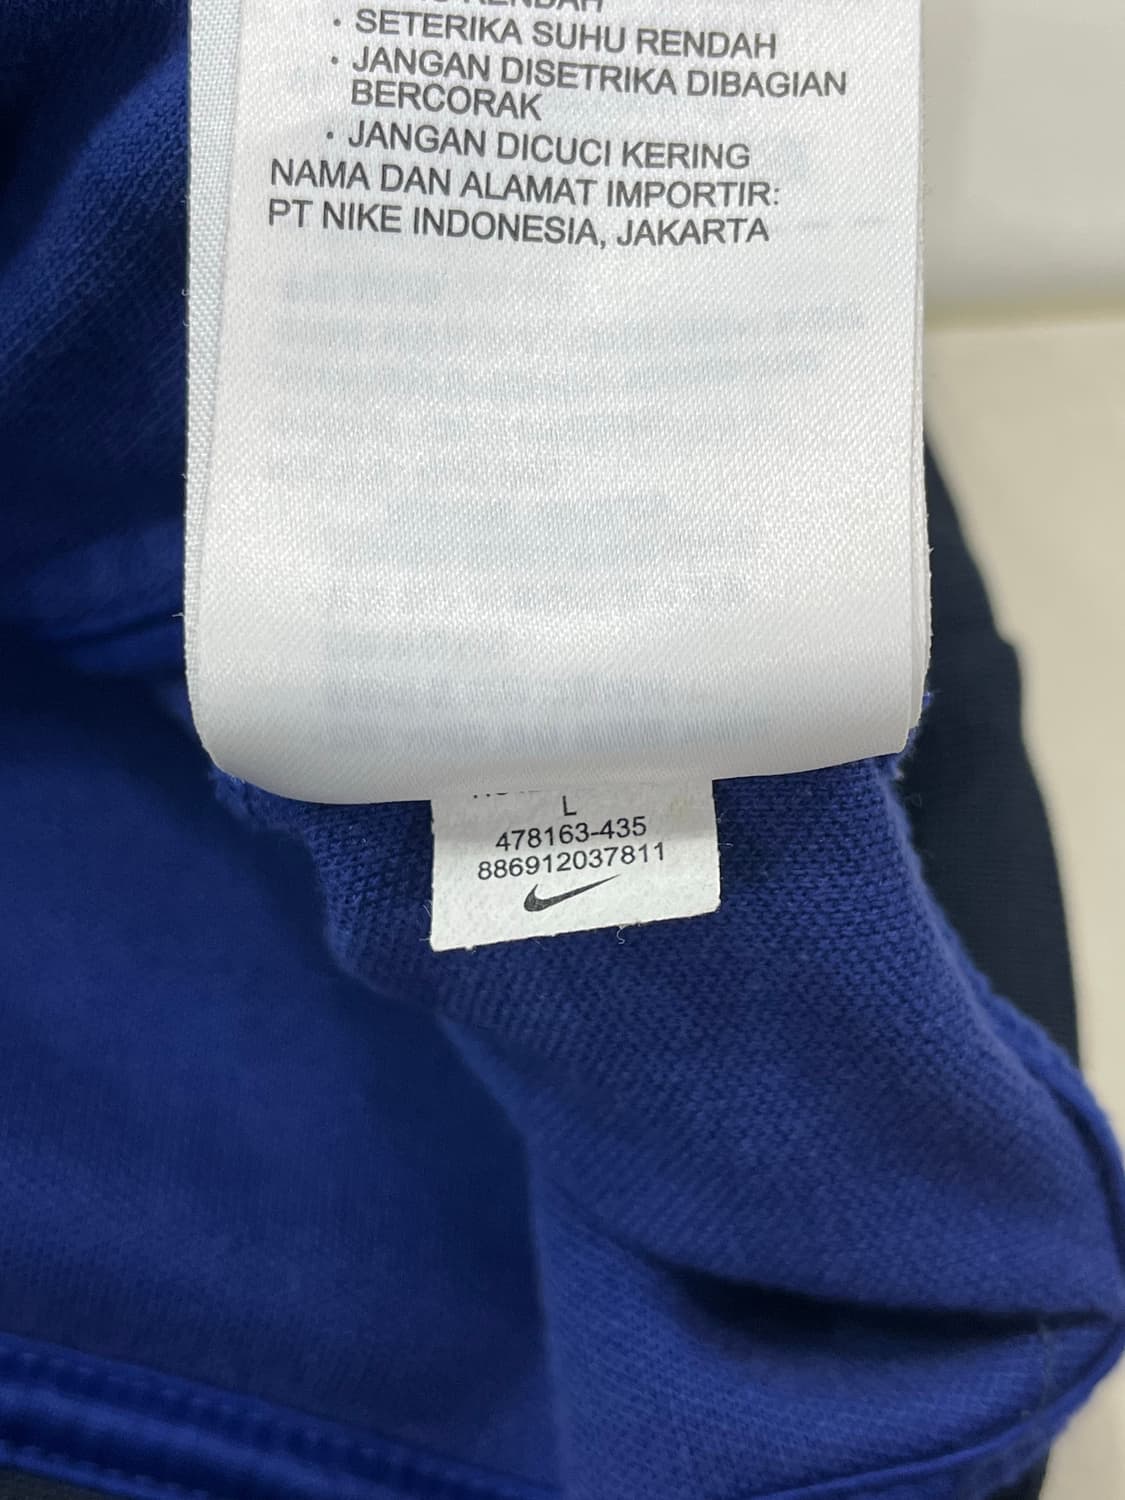 · SETERIKA SUHU RENDAH
· JANGAN DISETRIKA DIBAGIAN
BERCORAK
· JANGAN DICUCI KERING
NAMA DAN ALAMAT IMPORTIR:
PT NIKE INDONESIA, JAKARTA
L
478163-435
886912037811